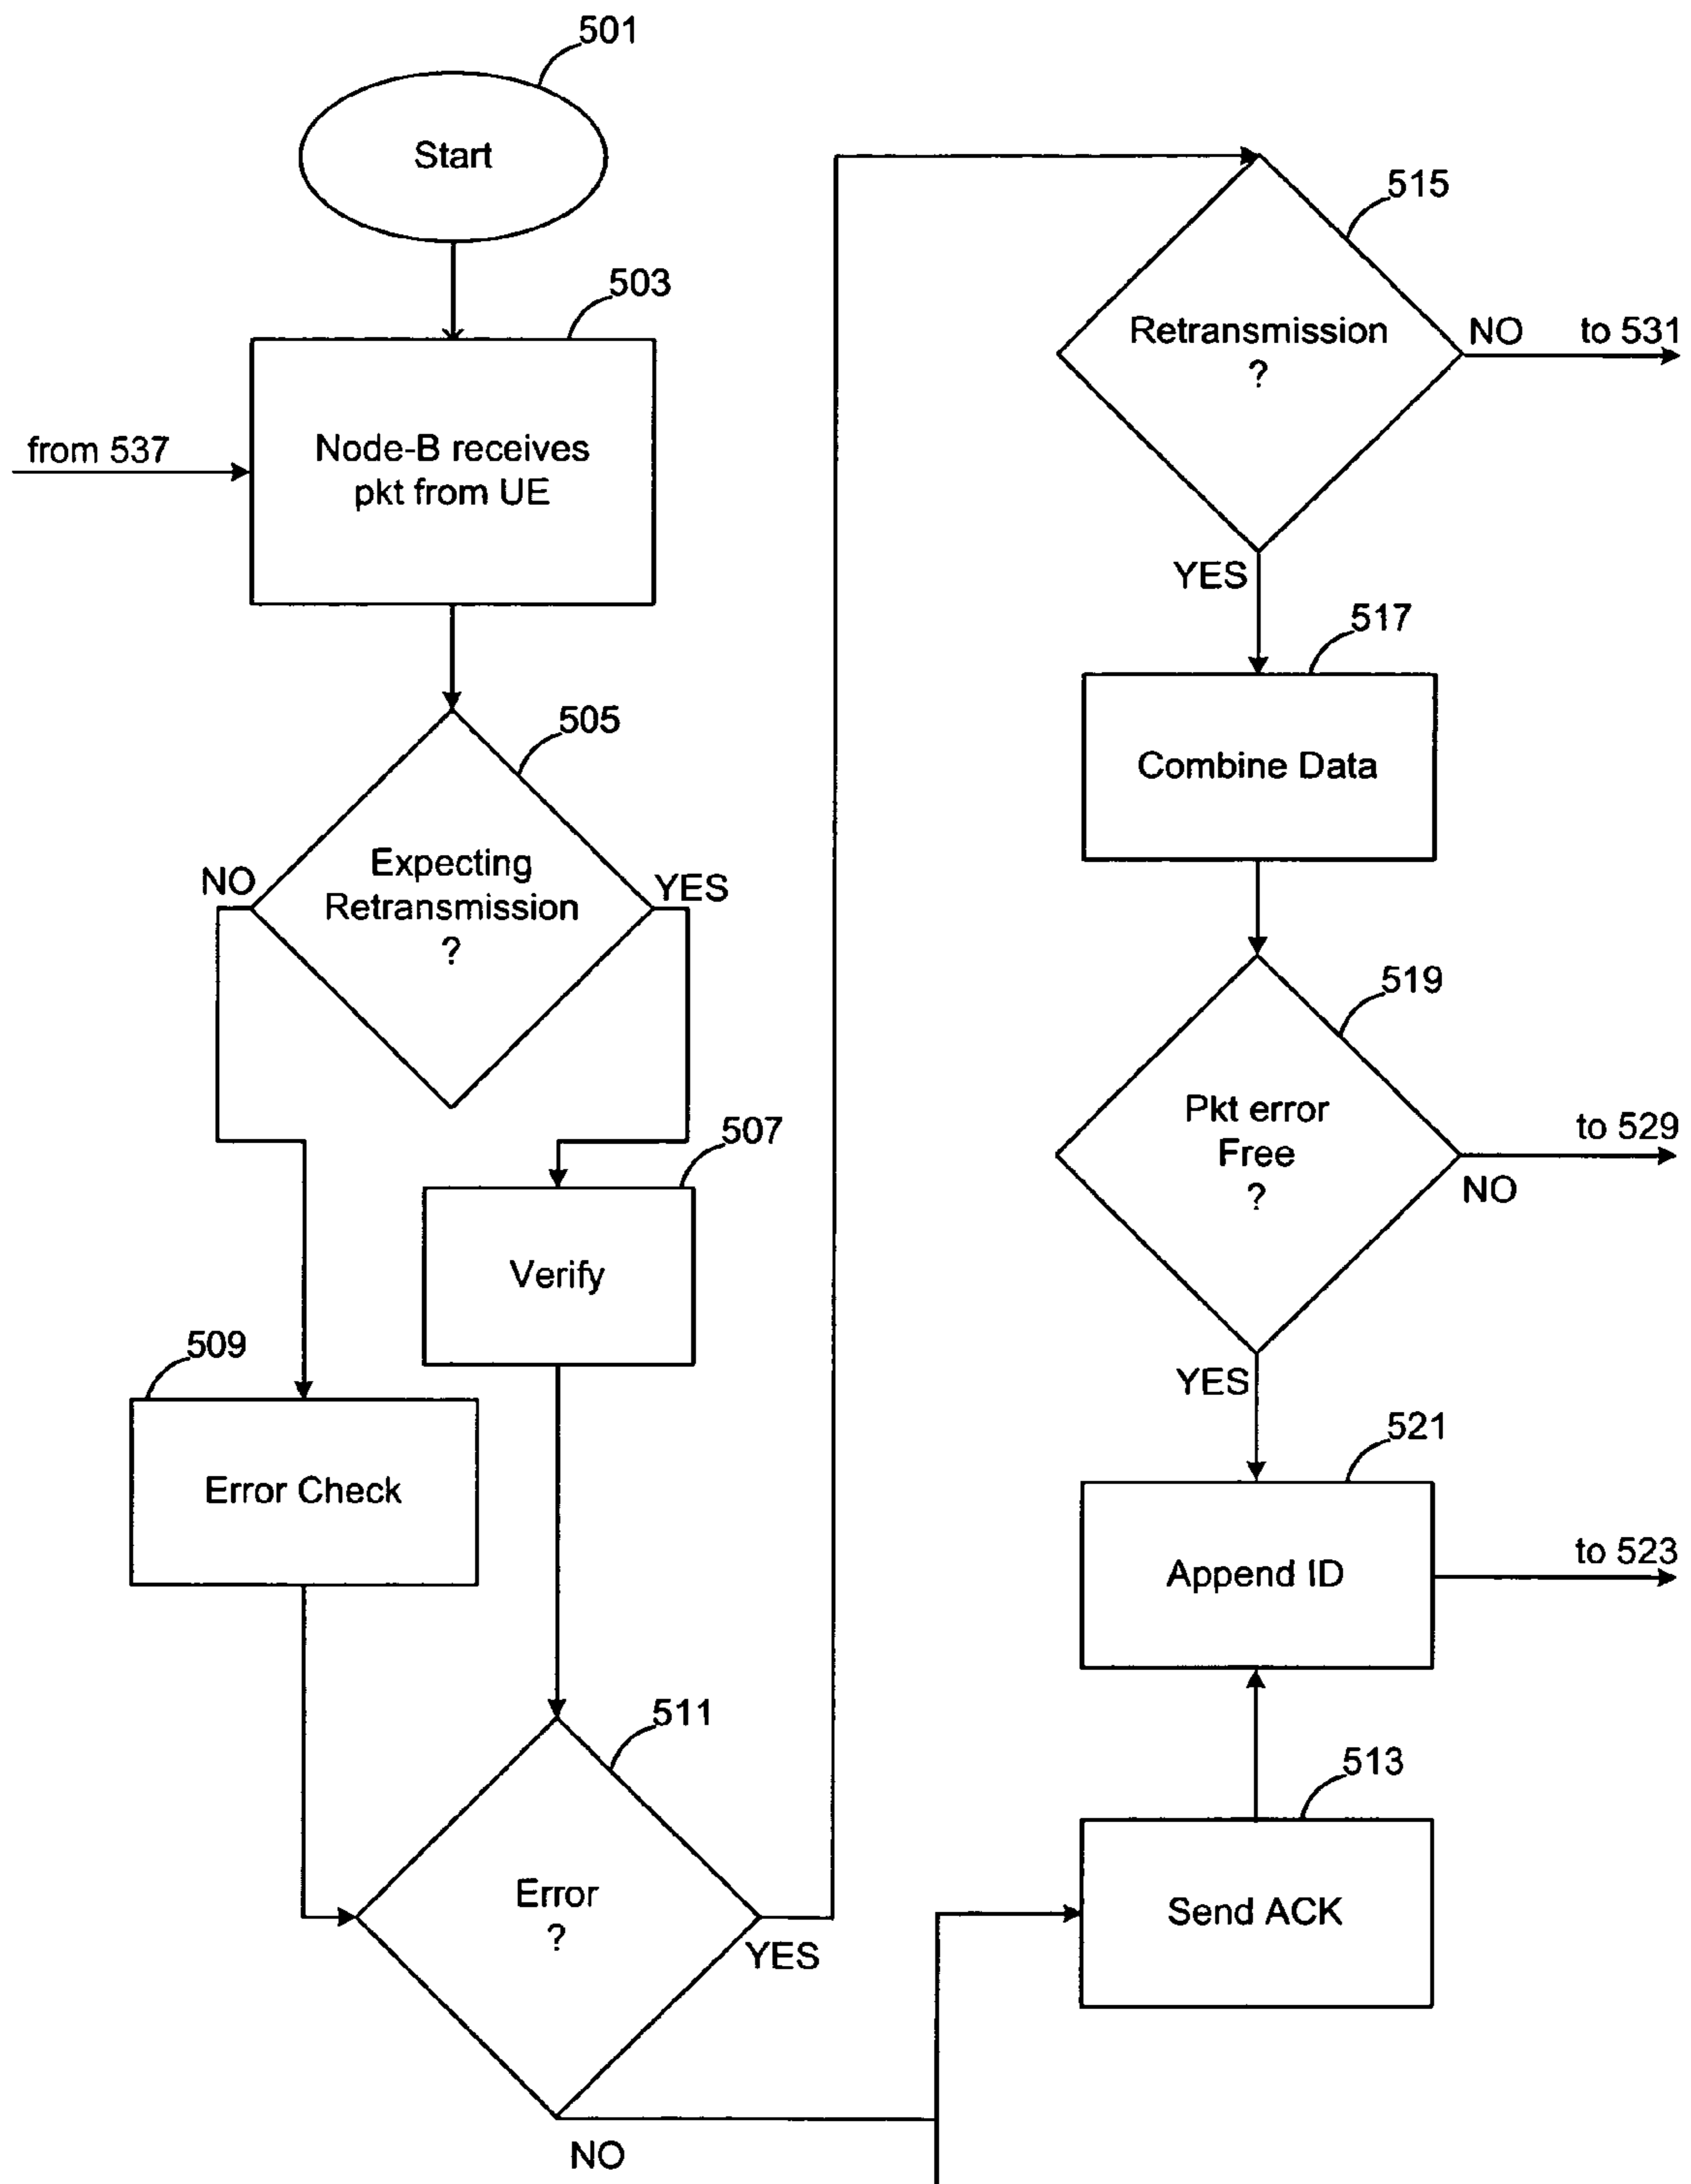 501
Start
503
from 537
Node-B receives
pkt from UE
505
Expecting
Retransmission
?
NO
YES
507
Verify
509
Error Check
511
Error
?
YES
NO
515
Retransmission
?
NO
to 531
YES
517
Combine Data
519
Pkt error
Free
?
to 529
NO
YES
521
Append ID
to 523
513
Send ACK